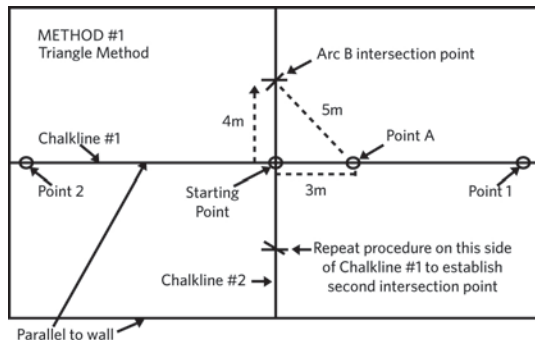 METHOD #1
Triangle Method
Arc B intersection point
4m
5m
Chalkline #1
Point A
Point 2
Starting
Point
3m
Point 1
Repeat procedure on this side
of Chalkline #1 to establish
second intersection point
Chalkline #2
Parallel to wall